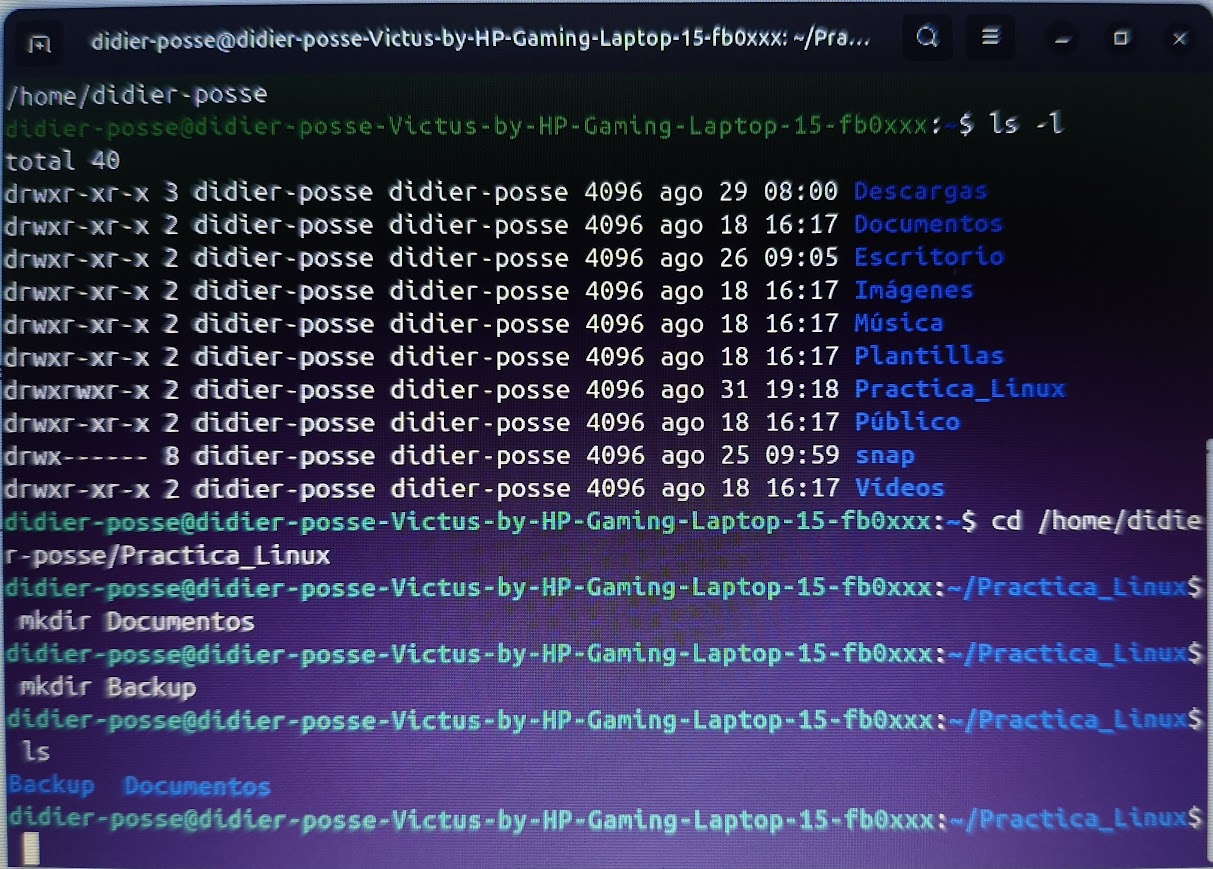 didier-posse@didier-posse-Victus-by-HP-Gaming-Laptop-15-fb0xxx: ~/Pra...
/home/didier-posse
didier-posse@didier-posse-Victus-by-HP-Gaming-Laptop-15-fb0xxx:~$ ls -l
total 40
drwxr-xr-x 3 didier-posse didier-posse 4096 ago 29 08:00 Descargas
drwxr-xr-x 2 didier-posse didier-posse 4096 ago 18 16:17 Documentos
drwxr-xr-x 2 didier-posse didier-posse 4096 ago 26 09:05 Escritorio
drwxr-xr-x 2 didier-posse didier-posse 4096 ago 18 16:17 Imágenes
drwxr-xr-x 2 didier-posse didier-posse 4096 ago 18 16:17 Música
drwxr-xr-x 2 didier-posse didier-posse 4096 ago 18 16:17 Plantillas
drwxrwxr-x 2 didier-posse didier-posse 4096 ago 31 19:18 Practica_Linux
drwxr-xr-x 2 didier-posse didier-posse 4096 ago 18 16:17 Público
drwx------ 8 didier-posse didier-posse 4096 ago 25 09:59 snap
drwxr-xr-x 2 didier-posse didier-posse 4096 ago 18 16:17 Vídeos
didier-posse@didier-posse-Victus-by-HP-Gaming-Laptop-15-fb0xxx:~$ cd /home/didie
r-posse/Practica_Linux
didier-posse@didier-posse-Victus-by-HP-Gaming-Laptop-15-fb0xxx:~/Practica_Linux$
mkdir Documentos
didier-posse@didier-posse-Victus-by-HP-Gaming-Laptop-15-fb0xxx:~/Practica_Linux$
mkdir Backup
didier-posse@didier-posse-Victus-by-HP-Gaming-Laptop-15-fb0xxx:~/Practica_Linux$
ls
Backup  Documentos
didier-posse@didier-posse-Victus-by-HP-Gaming-Laptop-15-fb0xxx:~/Practica_Linux$